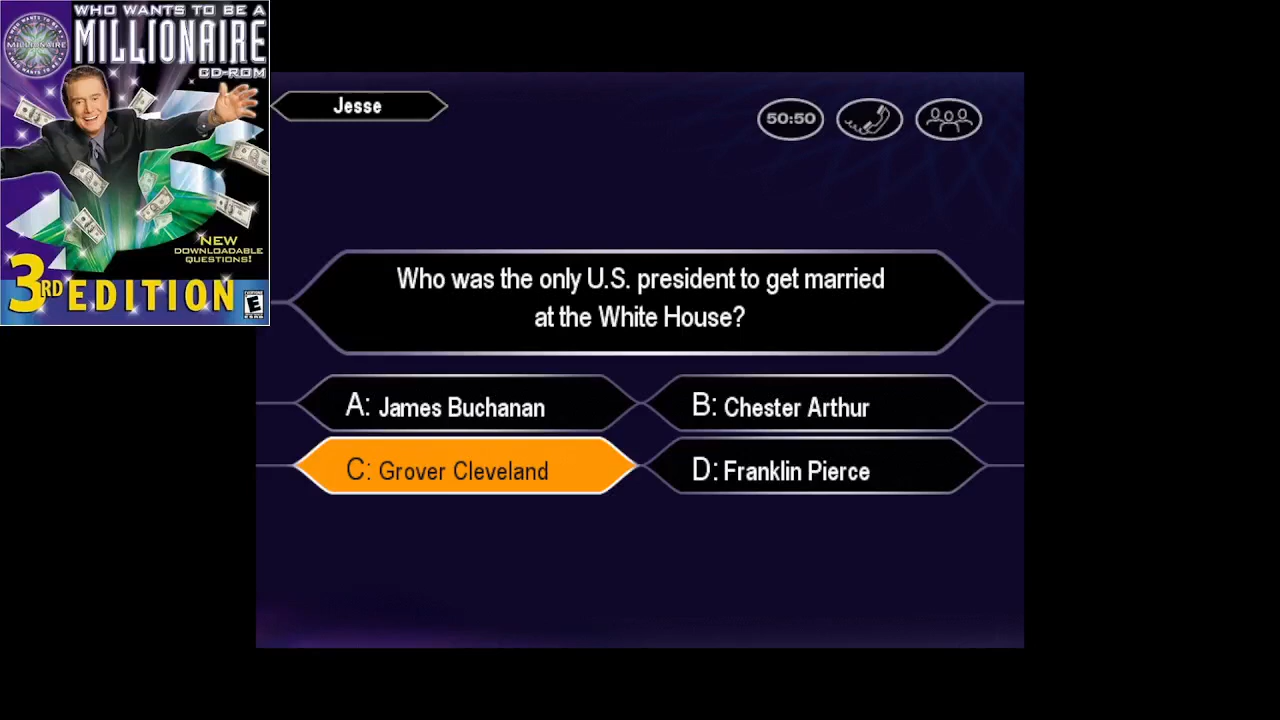 WHO WANTS TO BE A
MILLIONAIRE
CD-ROM
NEW
DOWNLOADABLE
QUESTIONS!
3RD EDITION
E
Jesse
50:50
Who was the only U.S. president to get married
at the White House?
A: James Buchanan
B: Chester Arthur
C: Grover Cleveland
D: Franklin Pierce